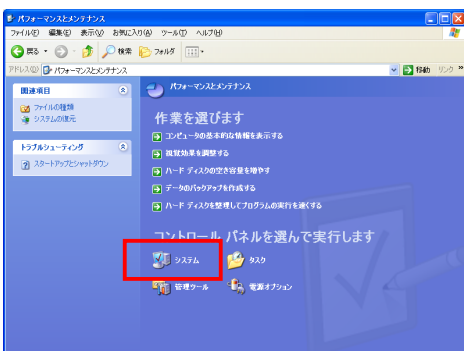 パフォーマンスとメンテナンス
ファイル(F) 編集(E) 表示(V) お気に入り(A) ツール(T) ヘルプ(H)
戻る 検索 フォルダ
アドレス(D) パフォーマンスとメンテナンス 移動 リンク »
関連項目
ファイルの種類
システムの復元
トラブルシューティング
スタートアップとシャットダウン
パフォーマンスとメンテナンス
作業を選びます
コンピュータの基本的な情報を表示する
視覚効果を調整する
ハード ディスクの空き容量を増やす
データのバックアップを作成する
ハード ディスクを整理してプログラムの実行を速くする
コントロール パネルを選んで実行します
システム タスク
管理ツール 電源オプション